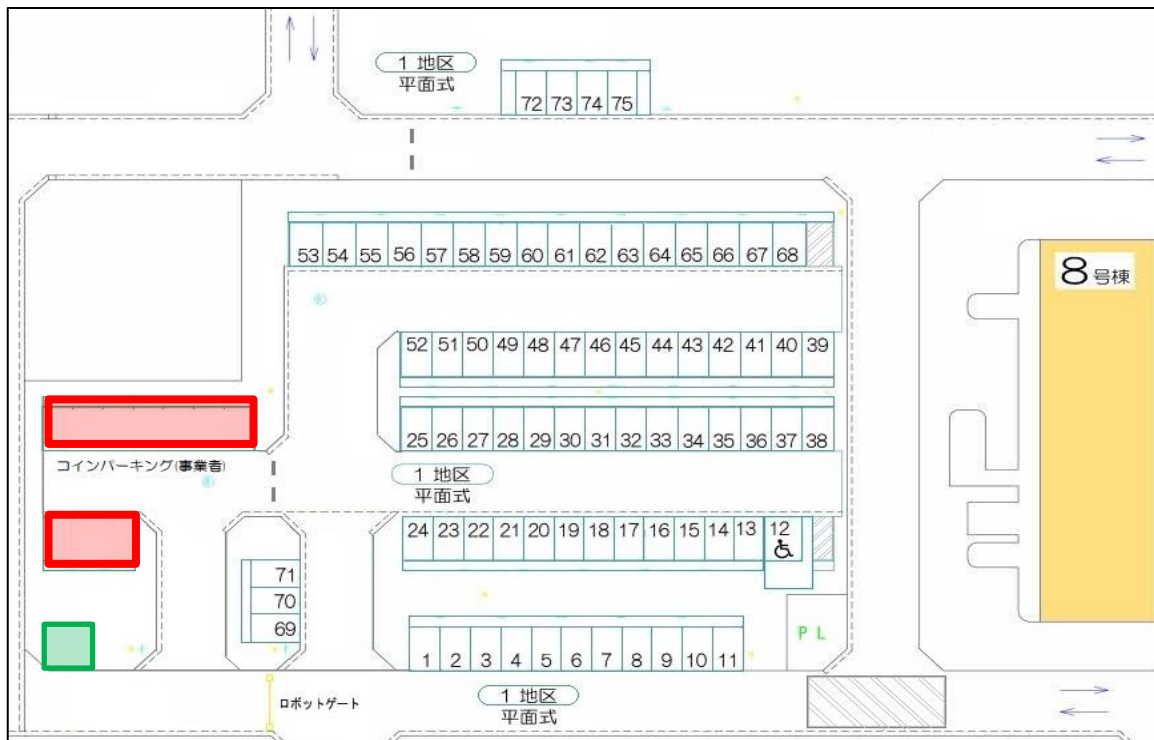 1 地区
平面式
72 73 74 75
53 54 55 56 57 58 59 60 61 62 63 64 65 66 67 68
8号棟
52 51 50 49 48 47 46 45 44 43 42 41 40 39
25 26 27 28 29 30 31 32 33 34 35 36 37 38
コインパーキング(事業者)
1 地区
平面式
24 23 22 21 20 19 18 17 16 15 14 13 12
71
70
69
P L
1 2 3 4 5 6 7 8 9 10 11
ロボットゲート
1 地区
平面式